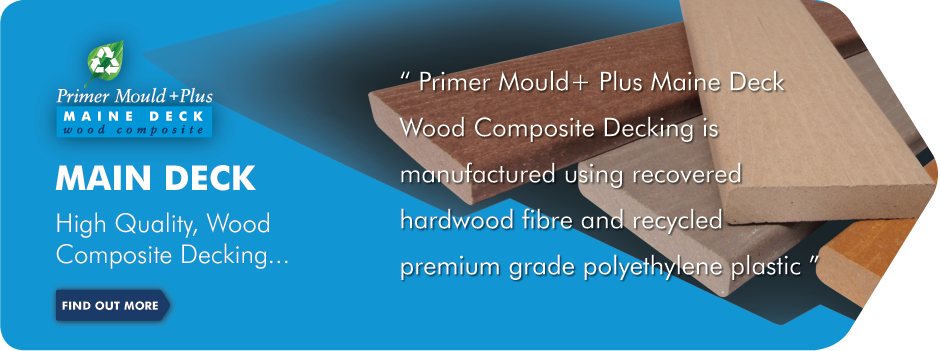 Primer Mould+Plus
MAINE DECK
wood composite
MAIN DECK
High Quality, Wood
Composite Decking...
FIND OUT MORE
“ Primer Mould+ Plus Maine Deck
Wood Composite Decking is
manufactured using recovered
hardwood fibre and recycled
premium grade polyethylene plastic ”